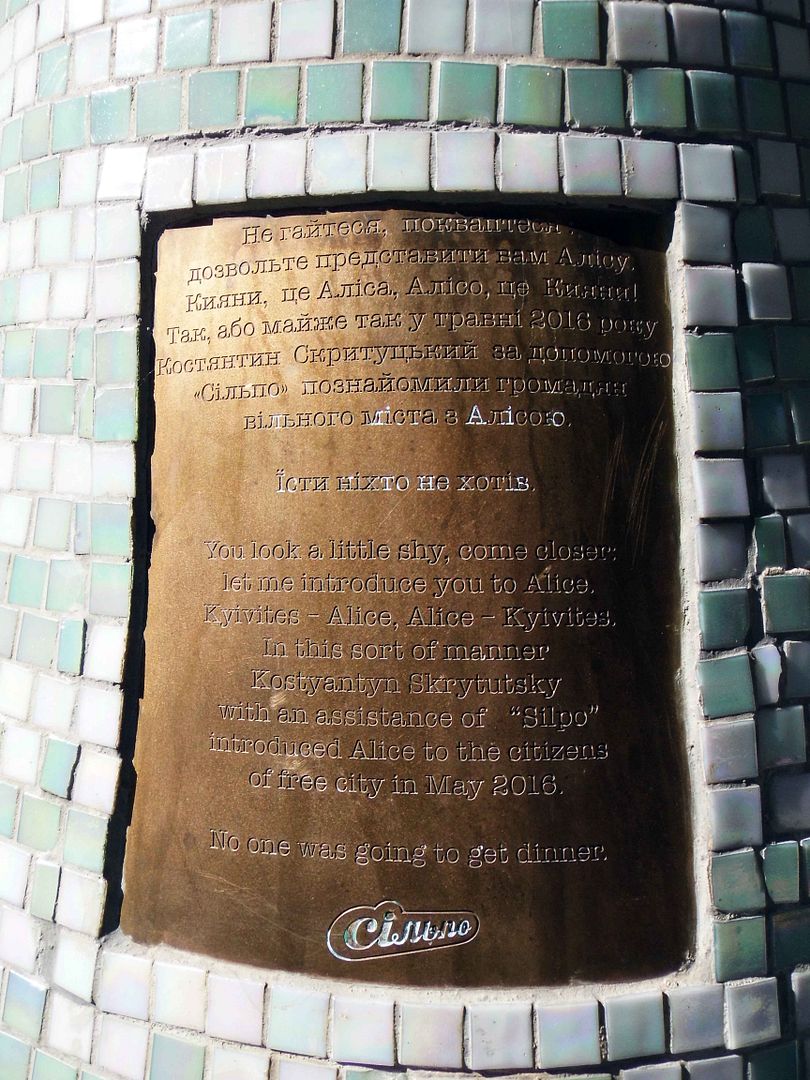 Не гайтеся, поквaптеся :
дозвольте представити вам Алісу.
Кияни, це Аліса, Алісо, це Кияни!
Так, або майже так у травні 2016 року
Костянтин Скритуцький за допомогою
«Сільпо» познайомили громадян
вільного міста з Алісою.
Їсти ніхто не хотів.
You look a little shy, come closer;
let me introduce you to Alice.
Kyivites – Alice, Alice – Kyivites.
In this sort of manner
Kostyantyn Skrytutsky
with an assistance of “Silpo”
introduced Alice to the citizens
of free city in May 2016.
No one was going to get dinner.
сільпо